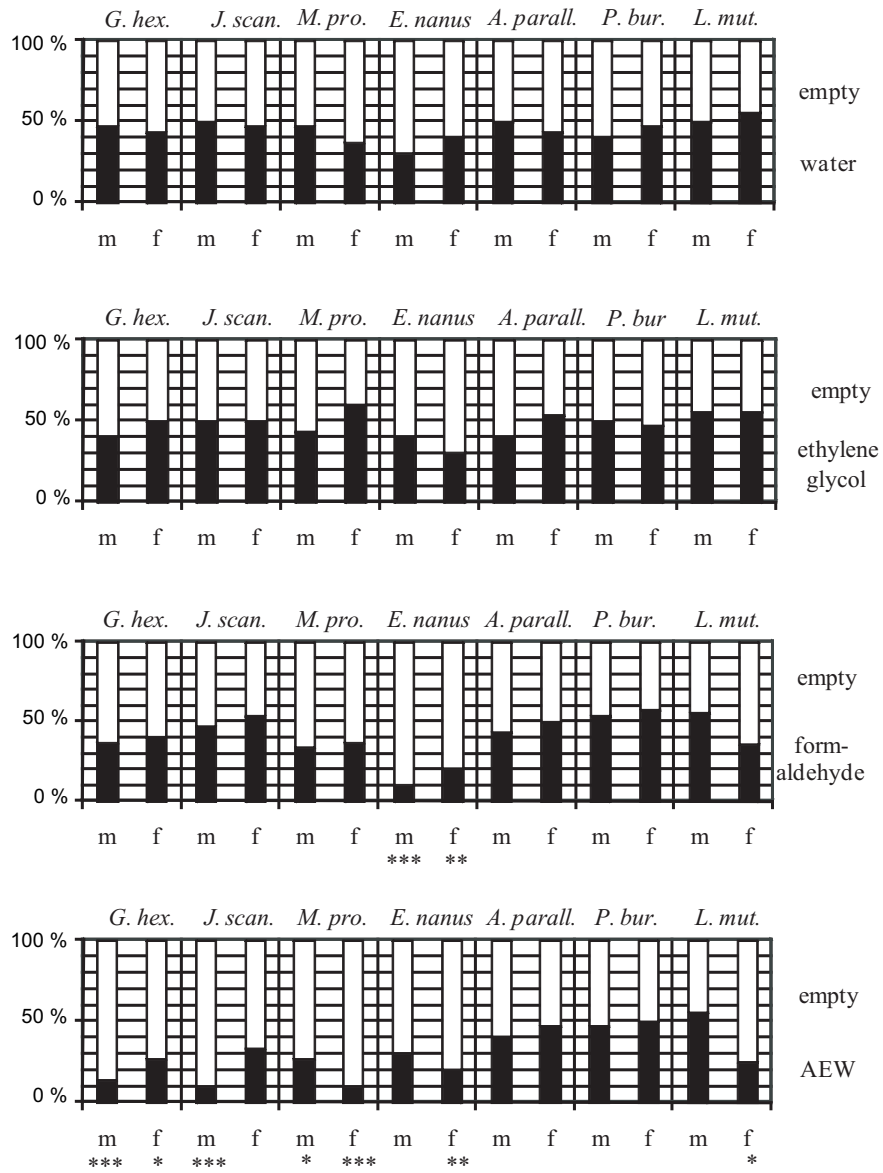 G. hex. J. scan. M. pro. E. nanus A. parall. P. bur. L. mut.
100 %
empty
50 %
water
0 %
m f m f m f m f m f m f m f
G. hex. J. scan. M. pro. E. nanus A. parall. P. bur L. mut.
100 %
empty
50 %
ethylene
glycol
0 %
m f m f m f m f m f m f m f
G. hex. J. scan. M. pro. E. nanus A. parall. P. bur. L. mut.
100 %
empty
50 %
form-
aldehyde
0 %
m f m f m f m f m f m f m f
*** **
G. hex. J. scan. M. pro. E. nanus A. parall. P. bur. L. mut.
100 %
empty
50 %
AEW
0 %
m f m f m f m f m f m f m f
*** * *** * *** ** *